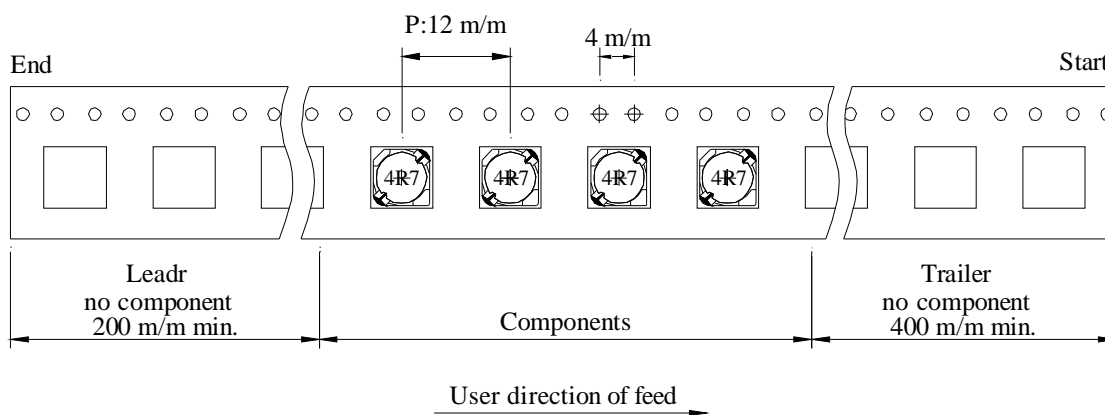 P:12 m/m
4 m/m
End
Start
4R7
4R7
4R7
4R7
Leadr
no component
200 m/m min.
Components
Trailer
no component
400 m/m min.
User direction of feed